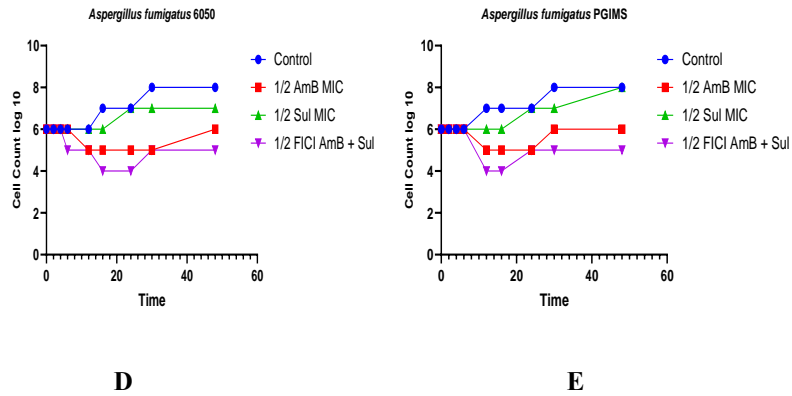 Aspergillus fumigatus 6050
Cell Count log 10
10
8
6
4
2
0
0 20 40 60
Time
Control
1/2 AmB MIC
1/2 Sul MIC
1/2 FICI AmB + Sul
D
Aspergillus fumigatus PGIMS
Cell Count log 10
10
8
6
4
2
0
0 20 40 60
Time
Control
1/2 AmB MIC
1/2 Sul MIC
1/2 FICI AmB + Sul
E